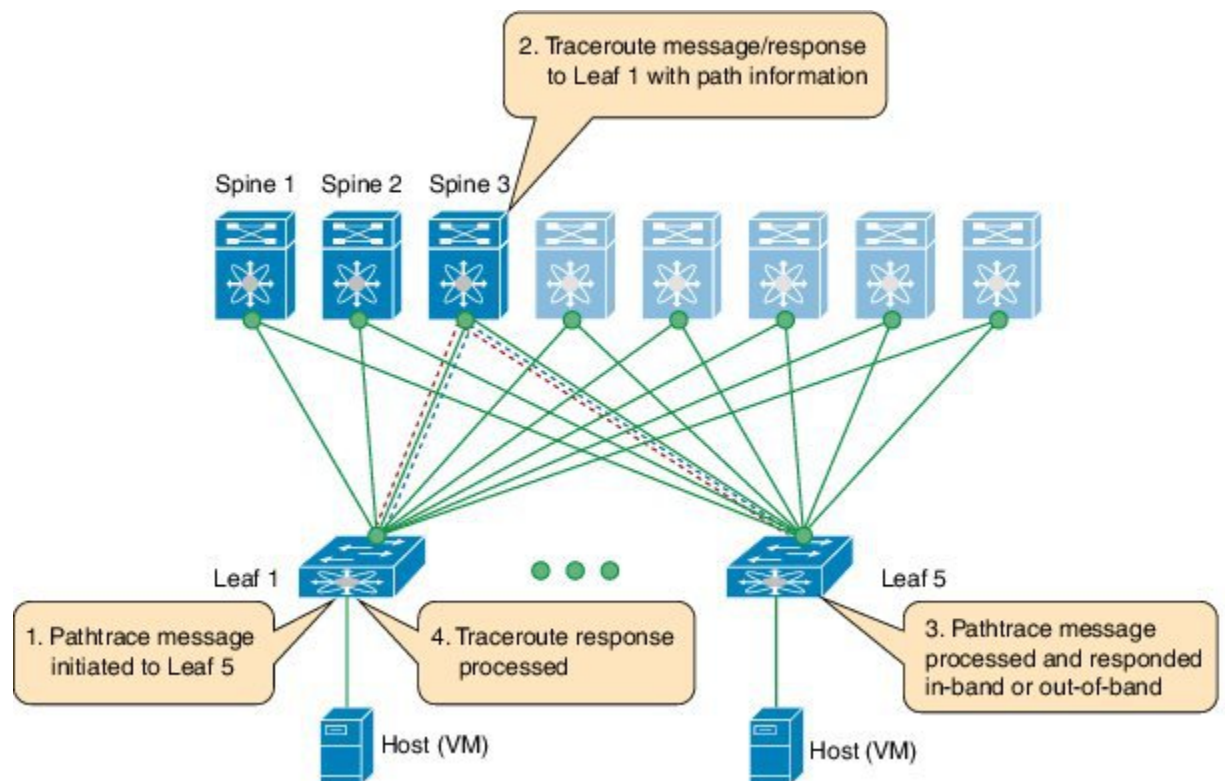 2. Traceroute message/response
to Leaf 1 with path information
Spine 1
Spine 2
Spine 3
Leaf 1
Leaf 5
1. Pathtrace message
initiated to Leaf 5
4. Traceroute response
processed
3. Pathtrace message
processed and responded
in-band or out-of-band
Host (VM)
Host (VM)